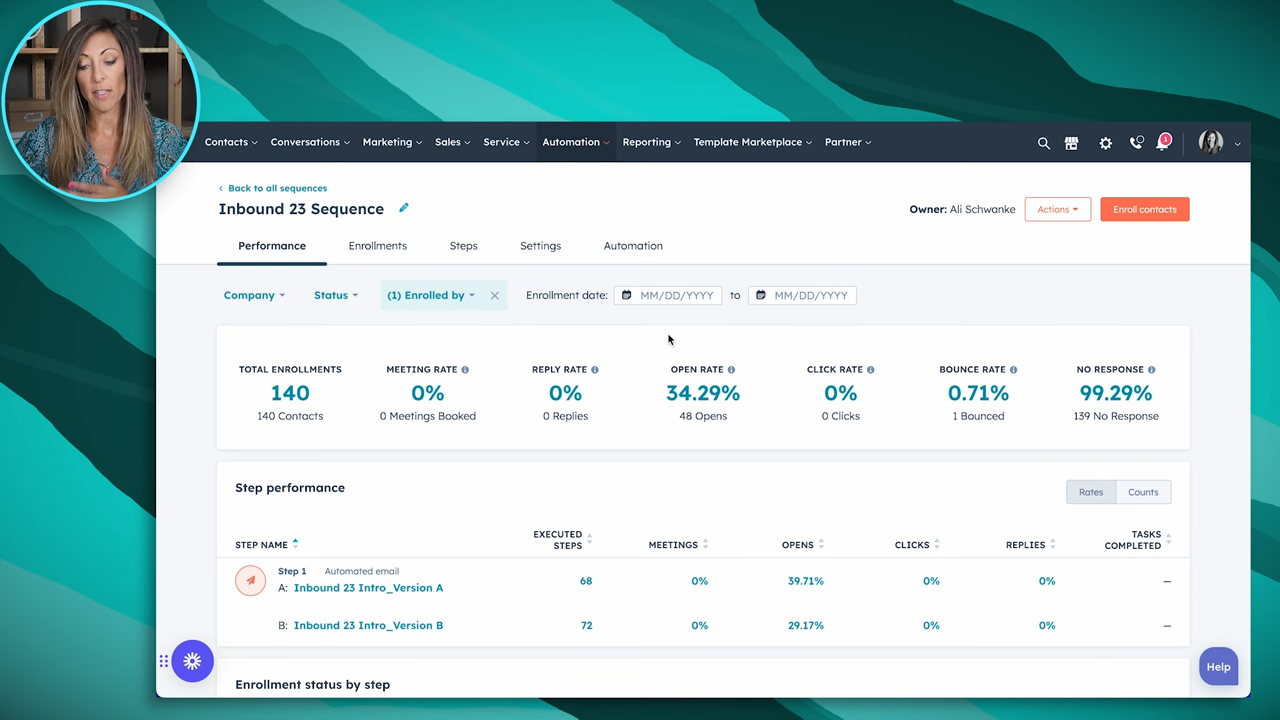 Contacts Conversations Marketing Sales Service Automation Reporting Template Marketplace Partner
1
Back to all sequences
Inbound 23 Sequence
Owner: Ali Schwanke Actions Enroll contacts
Performance Enrollments Steps Settings Automation
Company Status (1) Enrolled by Enrollment date: MM/DD/YYYY to MM/DD/YYYY
TOTAL ENROLLMENTS MEETING RATE REPLY RATE OPEN RATE CLICK RATE BOUNCE RATE NO RESPONSE
140 0% 0% 34.29% 0% 0.71% 99.29%
140 Contacts 0 Meetings Booked 0 Replies 48 Opens 0 Clicks 1 Bounced 139 No Response
Step performance
Rates Counts
STEP NAME EXECUTED STEPS MEETINGS OPENS CLICKS REPLIES TASKS COMPLETED
Step 1 Automated email
A: Inbound 23 Intro_Version A 68 0% 39.71% 0% 0% –
B: Inbound 23 Intro_Version B 72 0% 29.17% 0% 0% –
Help
Enrollment status by step